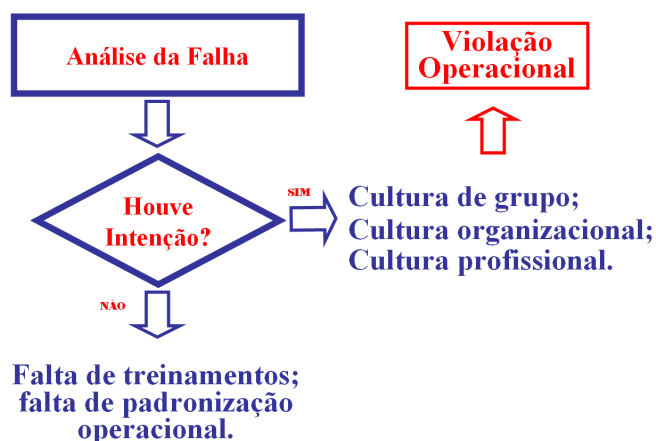 Análise da Falha
Violação
Operacional
Houve
Intenção?
SIM
Cultura de grupo;
Cultura organizacional;
Cultura profissional.
NÃO
Falta de treinamentos;
falta de padronização
operacional.